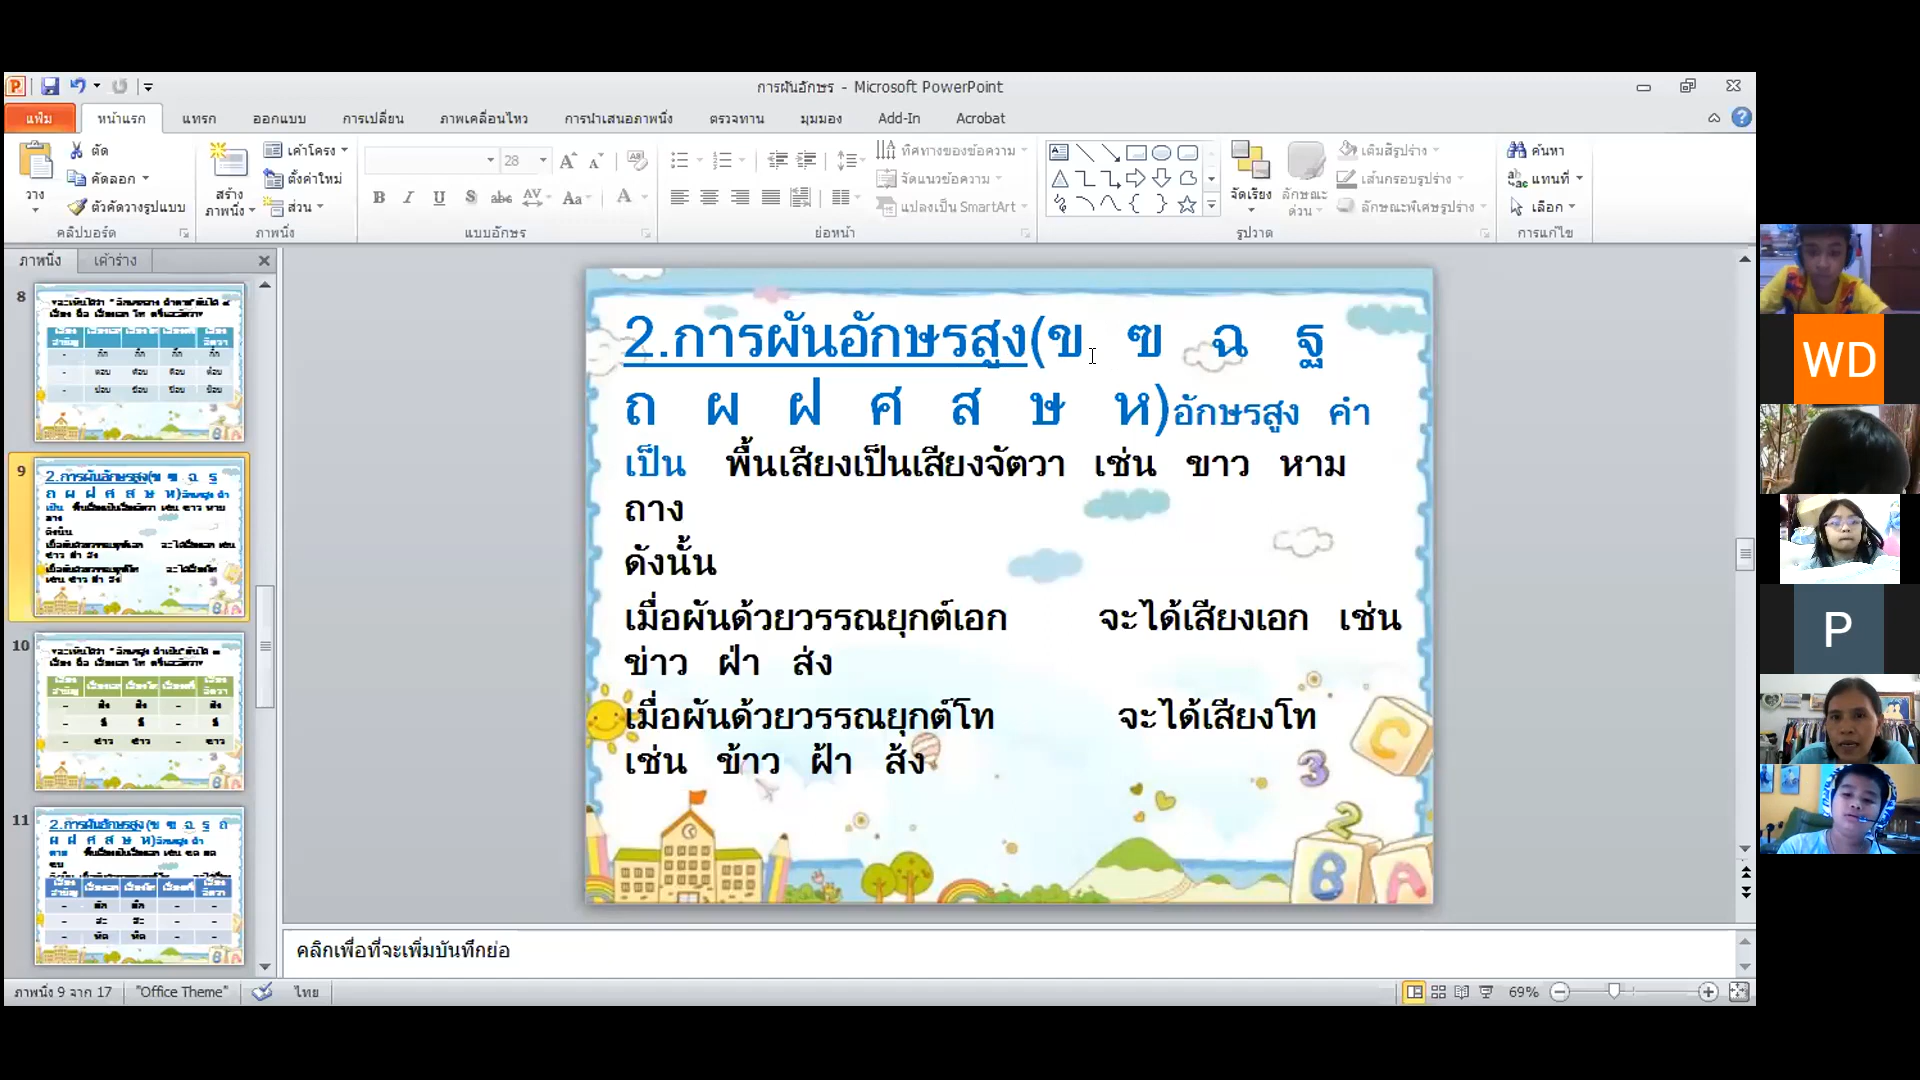 การผันอักษร - Microsoft PowerPoint
แฟ้ม หน้าแรก แทรก ออกแบบ การเปลี่ยน ภาพเคลื่อนไหว การนำเสนอภาพนิ่ง ตรวจทาน มุมมอง Add-In Acrobat
วาง
ตัด
คัดลอก
ตัวคัดวางรูปแบบ
คลิปบอร์ด
สร้าง
ภาพนิ่ง
เค้าโครง
ตั้งค่าใหม่
ส่วน
ภาพนิ่ง
28
แบบอักษร
ทิศทางของข้อความ
จัดแนวข้อความ
แปลงเป็น SmartArt
ย่อหน้า
จัดเรียง
ลักษณะ
ด่วน
เติมสีรูปร่าง
เส้นกรอบรูปร่าง
ลักษณะพิเศษรูปร่าง
รูปวาด
ค้นหา
แทนที่
เลือก
การแก้ไข
ภาพนิ่ง เค้าร่าง
8
9
10
11
2.การผันอักษรสูง(ข ฃ ฉ ฐ
ถ ผ ฝ ศ ส ษ ห)อักษรสูง คำ
เป็น พื้นเสียงเป็นเสียงจัตวา เช่น ขาว หาม
ถาง
ดังนั้น
เมื่อผันด้วยวรรณยุกต์เอก จะได้เสียงเอก เช่น
ข่าว ฝ่า ส่ง
เมื่อผันด้วยวรรณยุกต์โท จะได้เสียงโท
เช่น ข้าว ฝ้า ส้ง
คลิกเพื่อที่จะเพิ่มบันทึกย่อ
ภาพนิ่ง 9 จาก 17 "Office Theme" ไทย 69%
WD
P